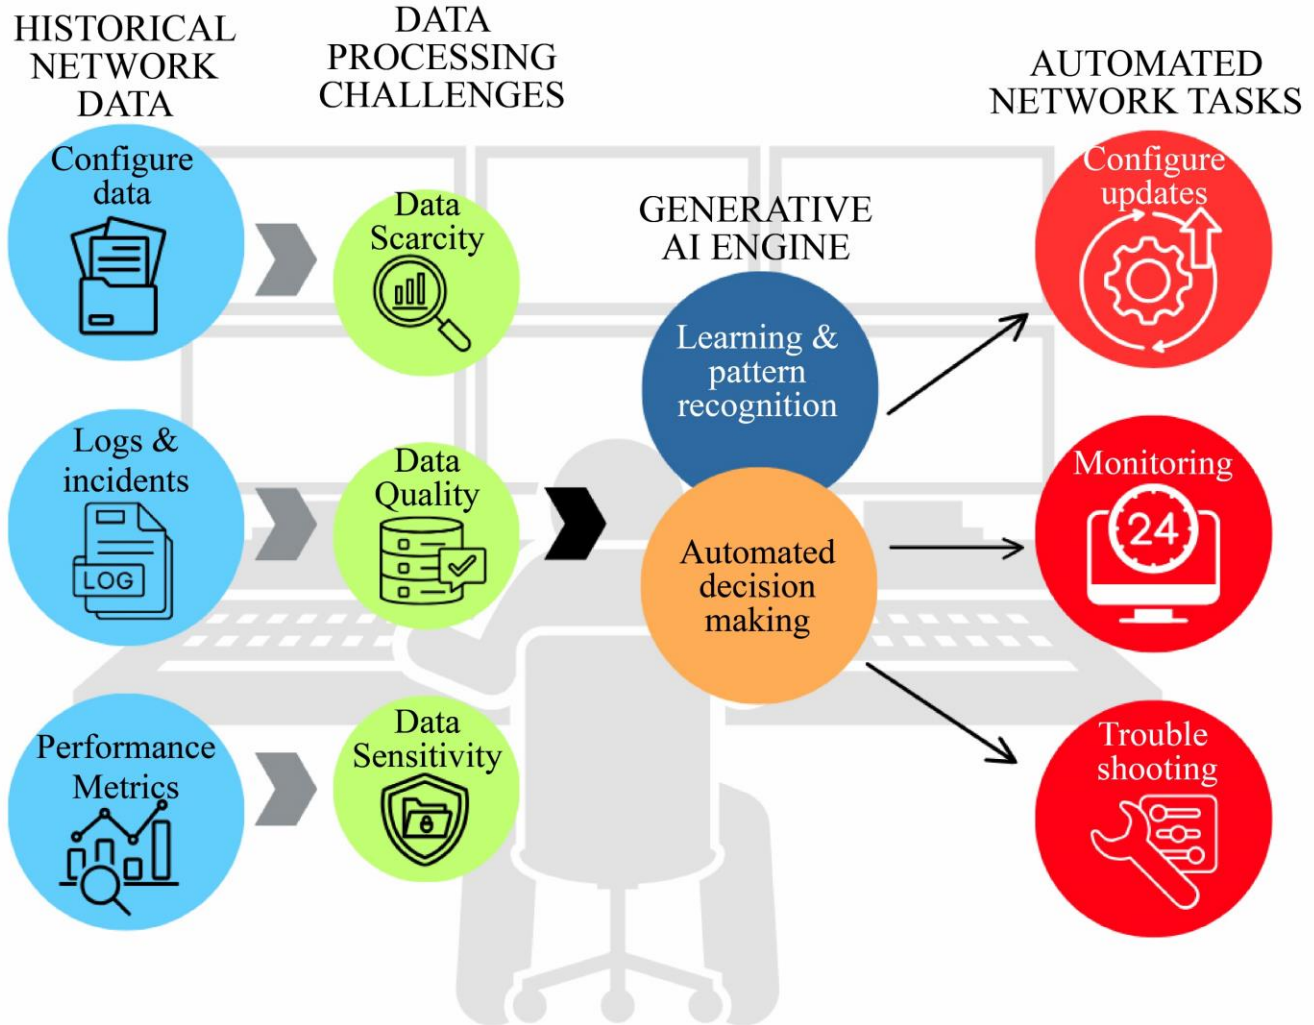 HISTORICAL
NETWORK
DATA
Configure
data
Logs &
incidents
LOG
Performance
Metrics
DATA
PROCESSING
CHALLENGES
Data
Scarcity
Data
Quality
Data
Sensitivity
GENERATIVE
AI ENGINE
Learning &
pattern
recognition
Automated
decision
making
AUTOMATED
NETWORK TASKS
Configure
updates
Monitoring
24
Trouble
shooting